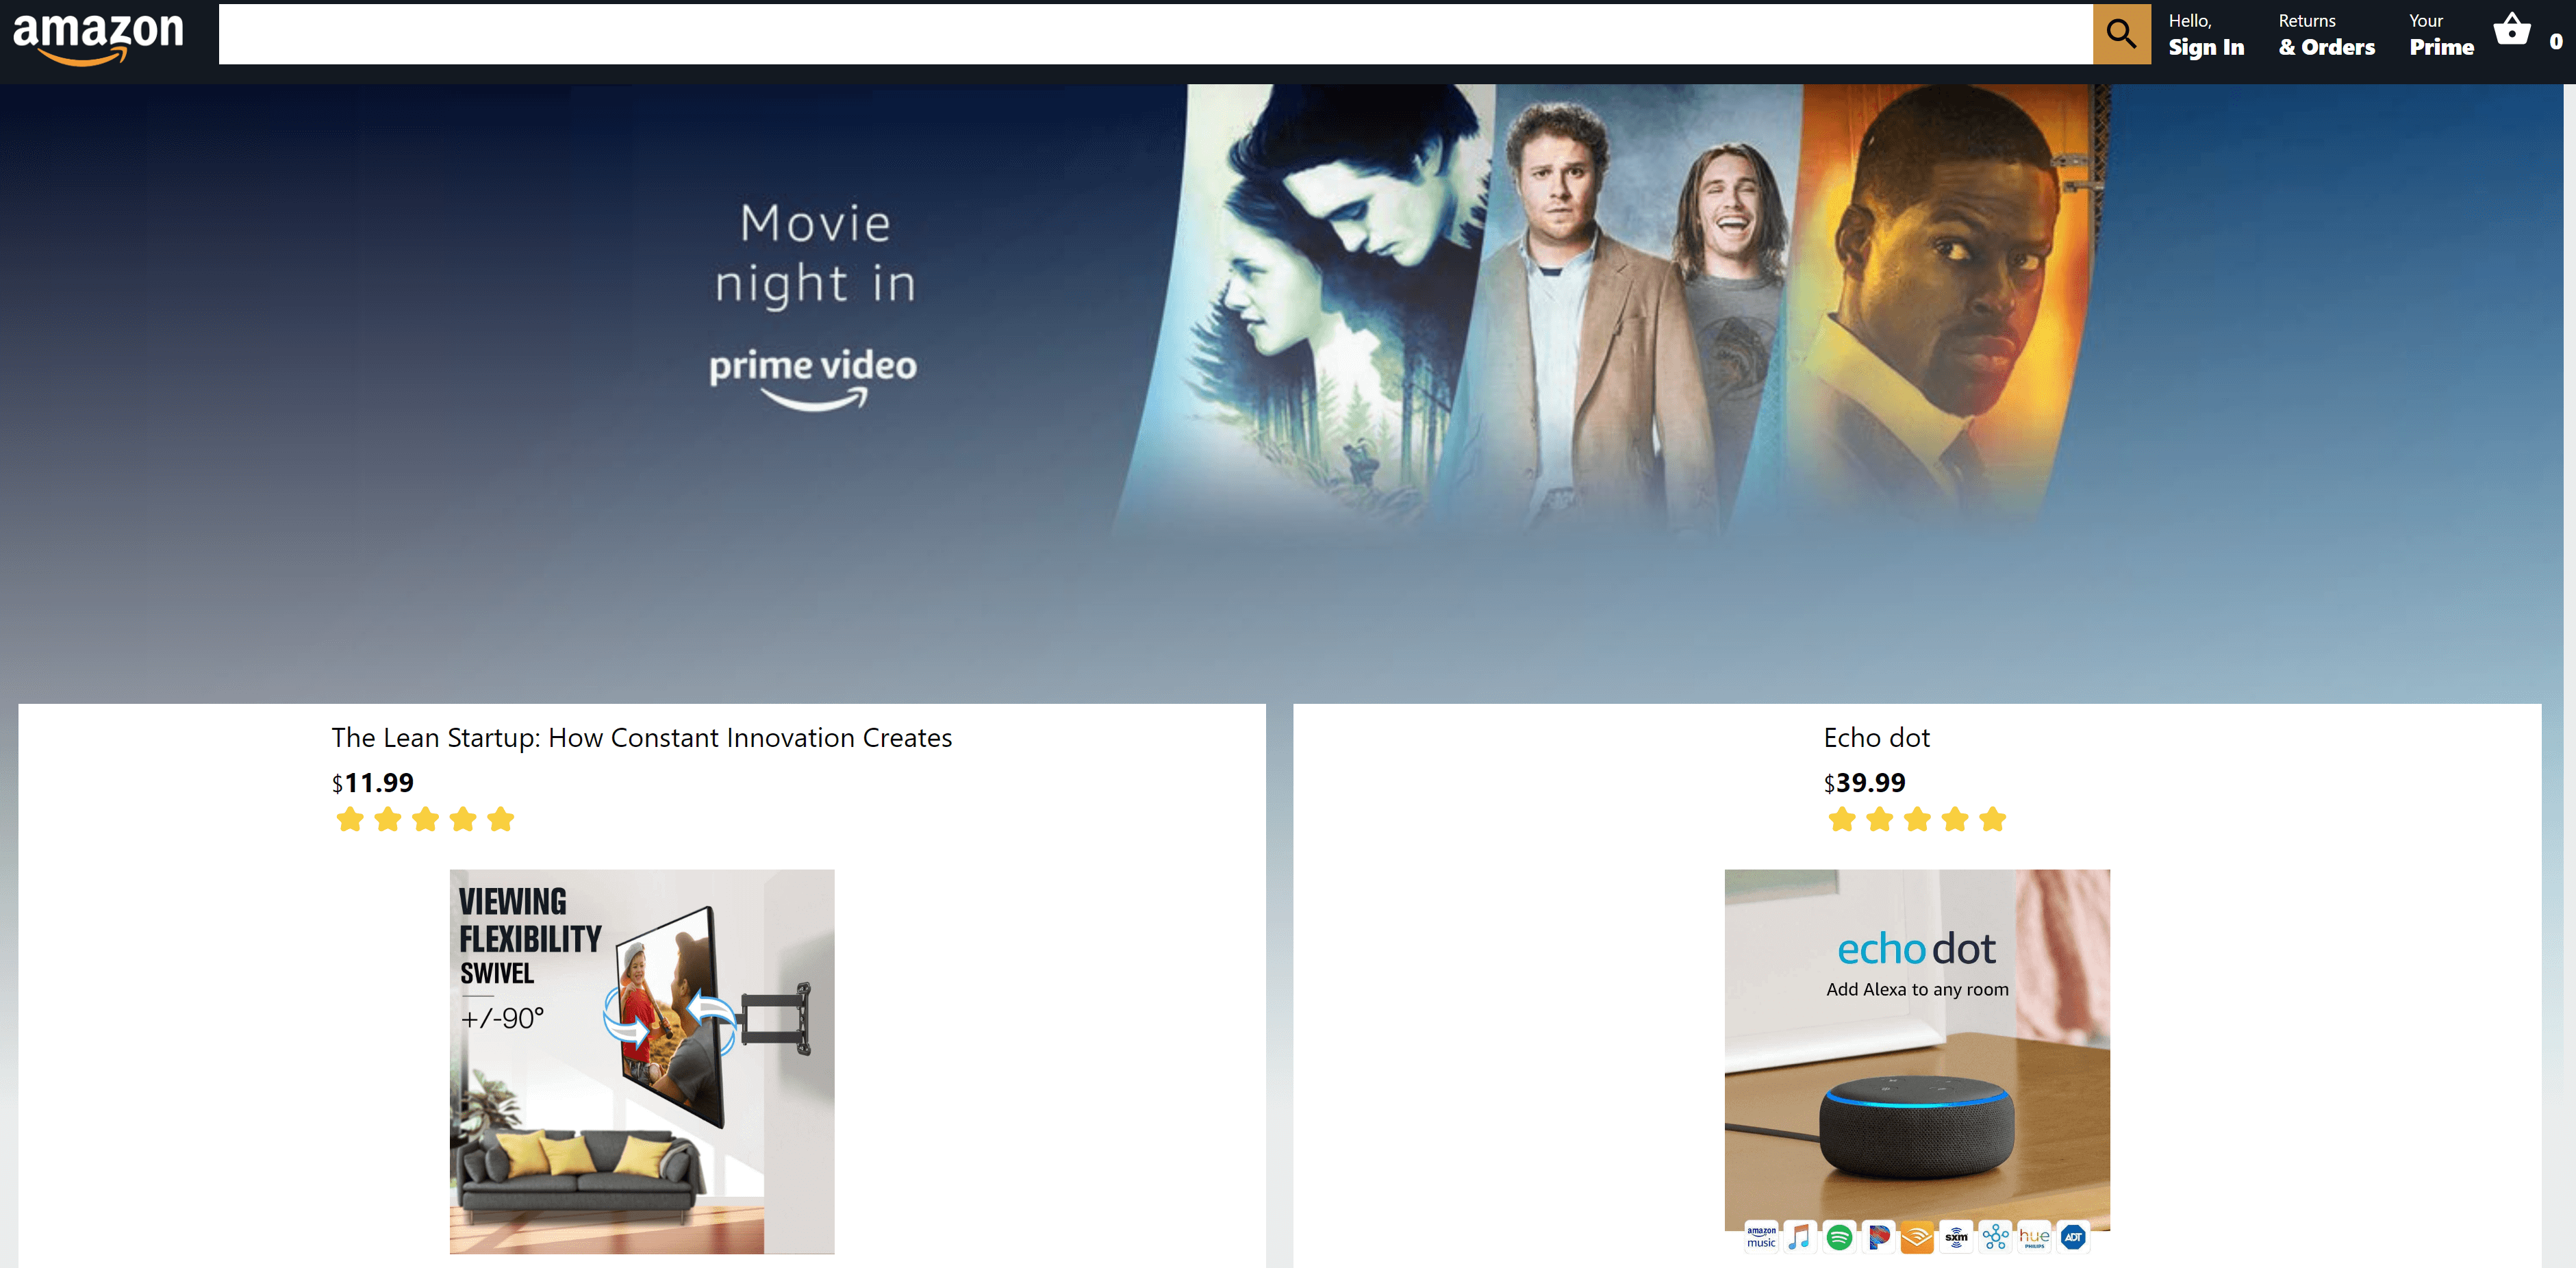 amazon
Hello,
Sign In
Returns
& Orders
Your
Prime
0
Movie
night in
prime video
The Lean Startup: How Constant Innovation Creates
$11.99
Echo dot
$39.99
VIEWING
FLEXIBILITY
SWIVEL
+/-90°
echo dot
Add Alexa to any room
amazon
music
sxm
hue
PHILIPS
ADT